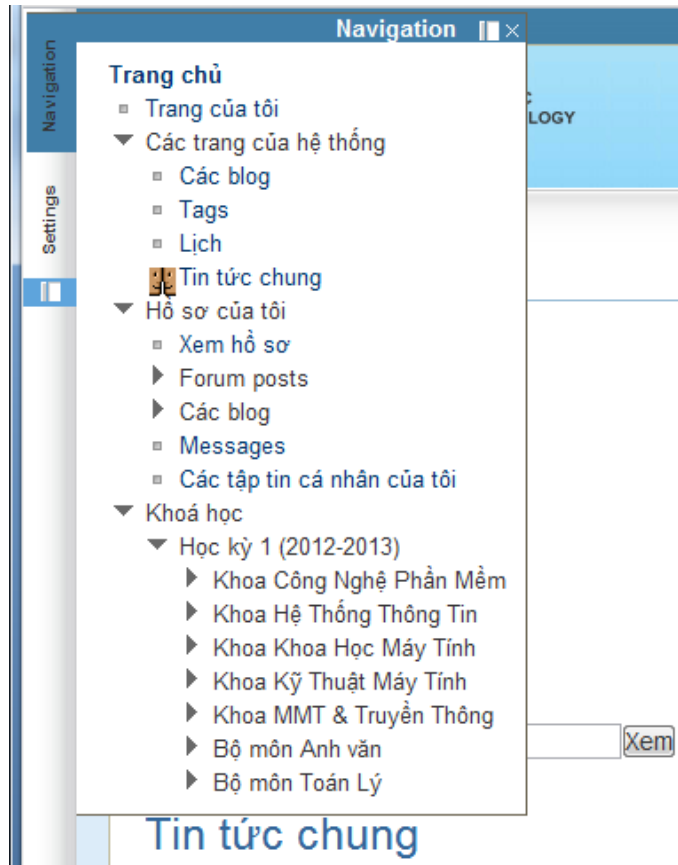 Navigation
Navigation
Settings
Trang chủ
Trang của tôi
Các trang của hệ thống
Các blog
Tags
Lịch
Tin tức chung
Hồ sơ của tôi
Xem hồ sơ
Forum posts
Các blog
Messages
Các tập tin cá nhân của tôi
Khoá học
Học kỳ 1 (2012-2013)
Khoa Công Nghệ Phần Mềm
Khoa Hệ Thống Thông Tin
Khoa Khoa Học Máy Tính
Khoa Kỹ Thuật Máy Tính
Khoa MMT & Truyền Thông
Bộ môn Anh văn
Bộ môn Toán Lý
LOGY
Xem
Tin tức chung